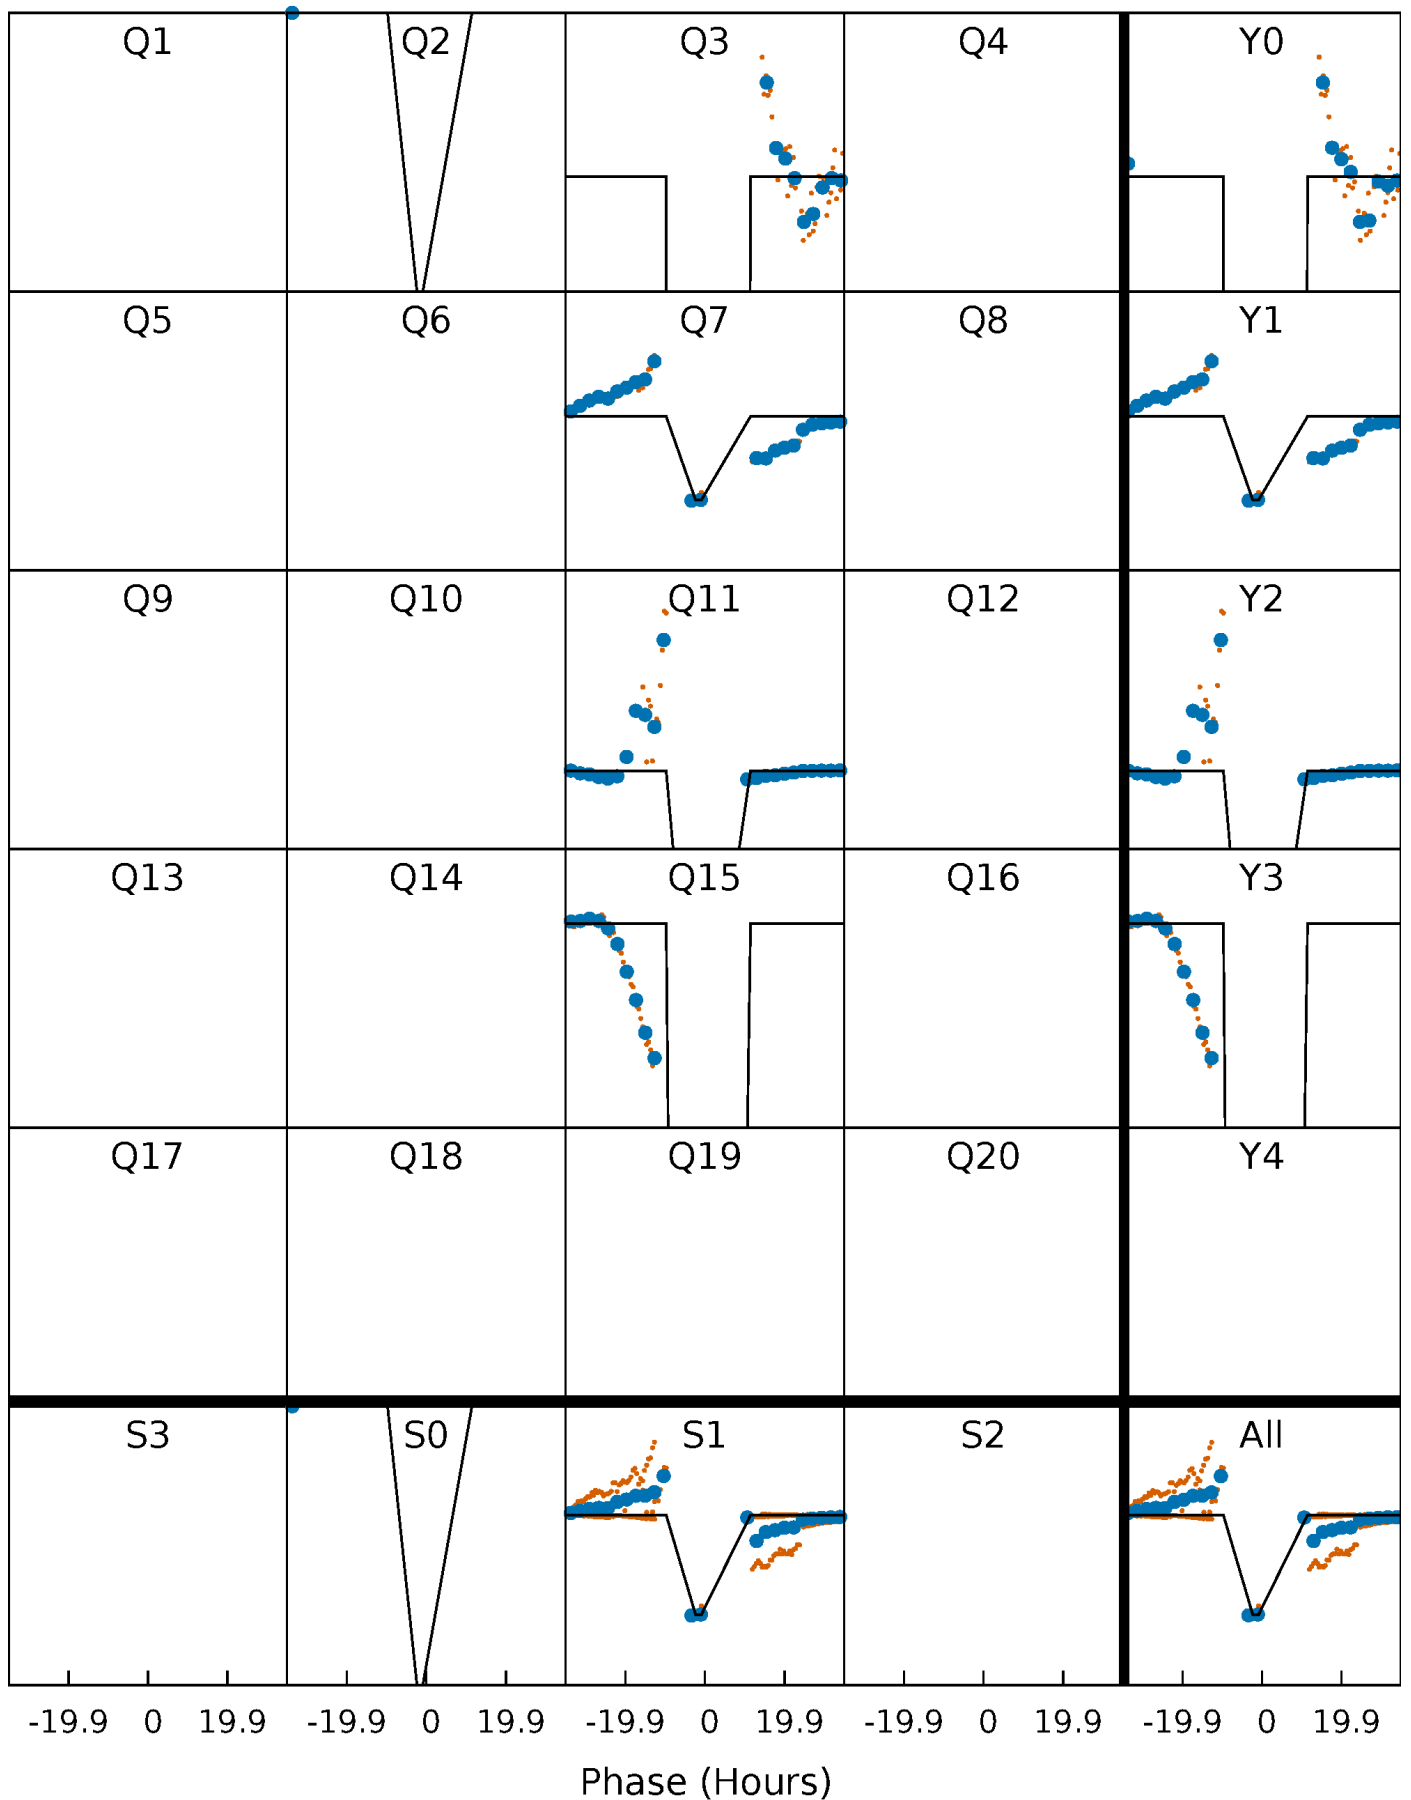 Q1 Q2 Q3 Q4 Y0
Q5 Q6 Q7 Q8 Y1
Q9 Q10 Q11 Q12 Y2
Q13 Q14 Q15 Q16 Y3
Q17 Q18 Q19 Q20 Y4
S3 S0 S1 S2 All
-19.9 0 19.9 -19.9 0 19.9 -19.9 0 19.9 -19.9 0 19.9 -19.9 0 19.9
Phase (Hours)